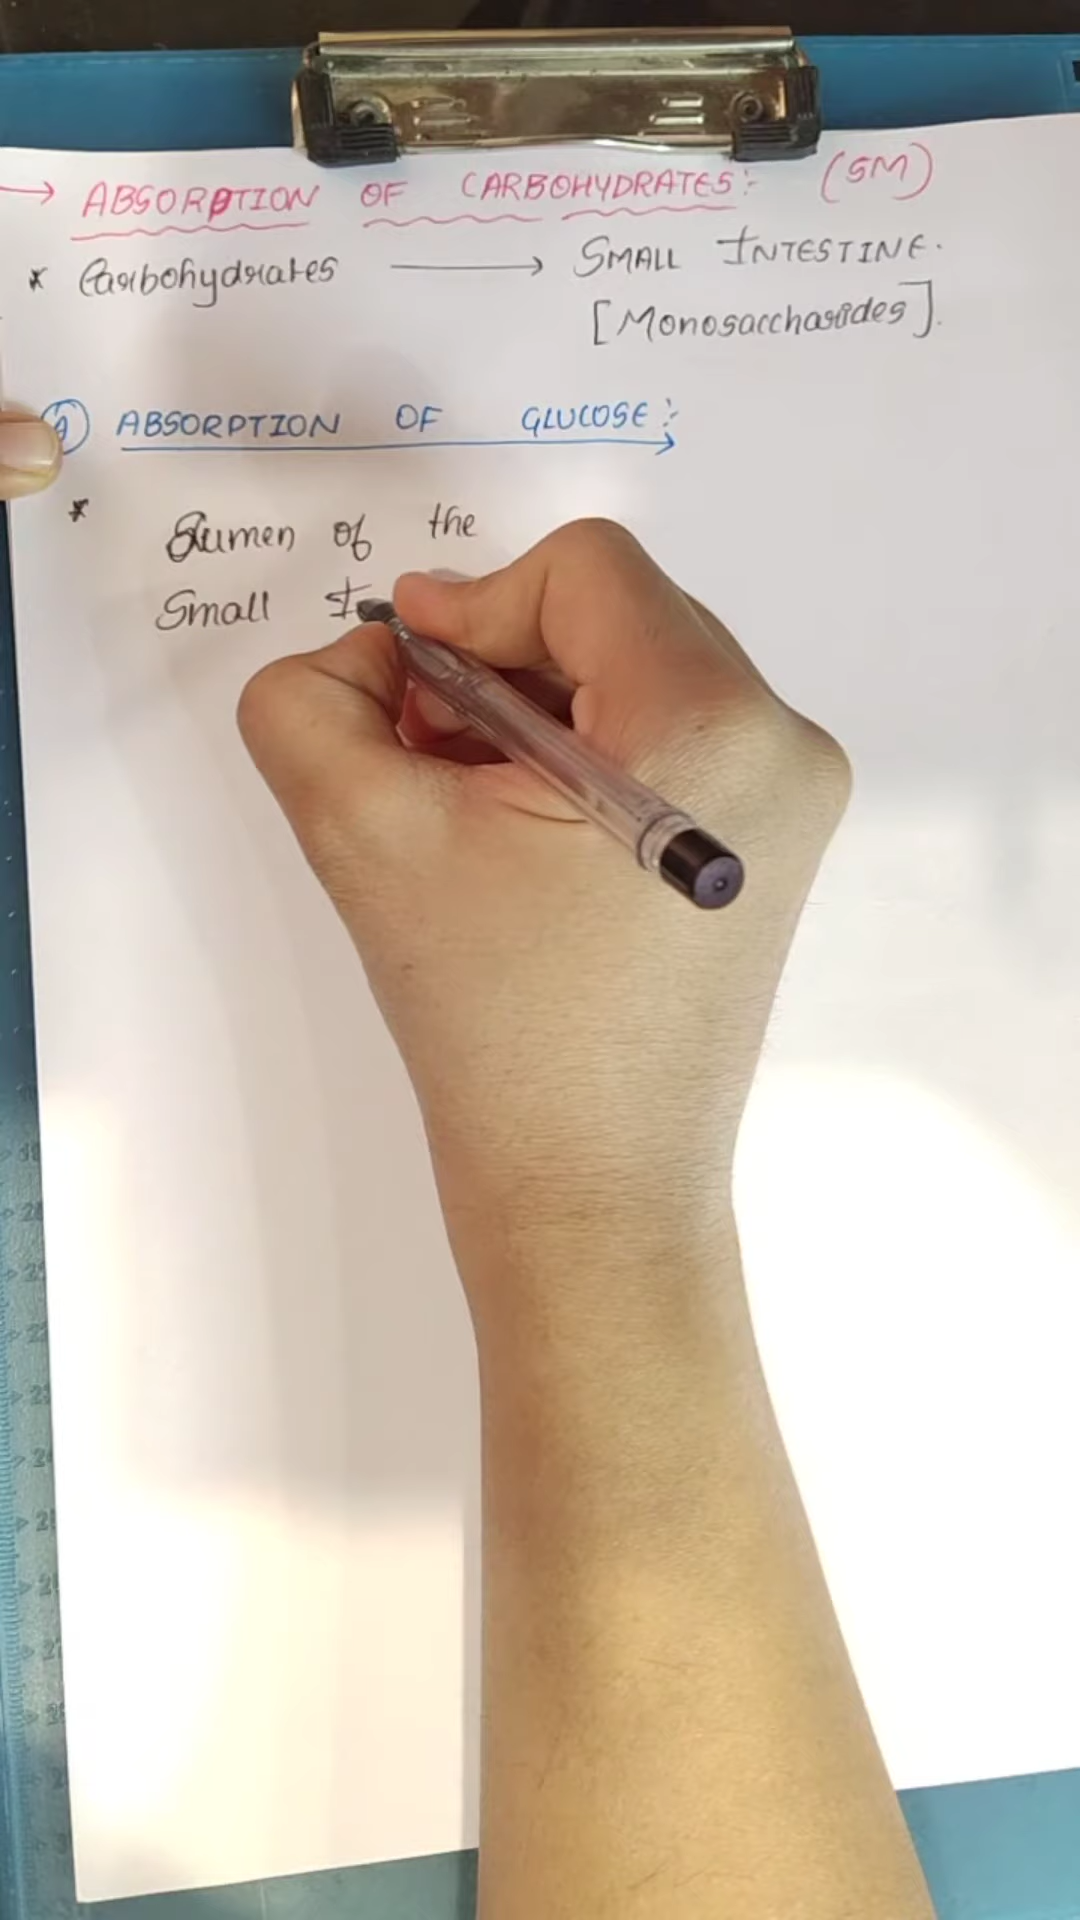 → ABSORPTION OF CARBOHYDRATES:- (5M)
* Carbohydrates → SMALL INTESTINE.
[Monosaccharides].
A ABSORPTION OF GLUCOSE:-
* Lumen of the
Small I